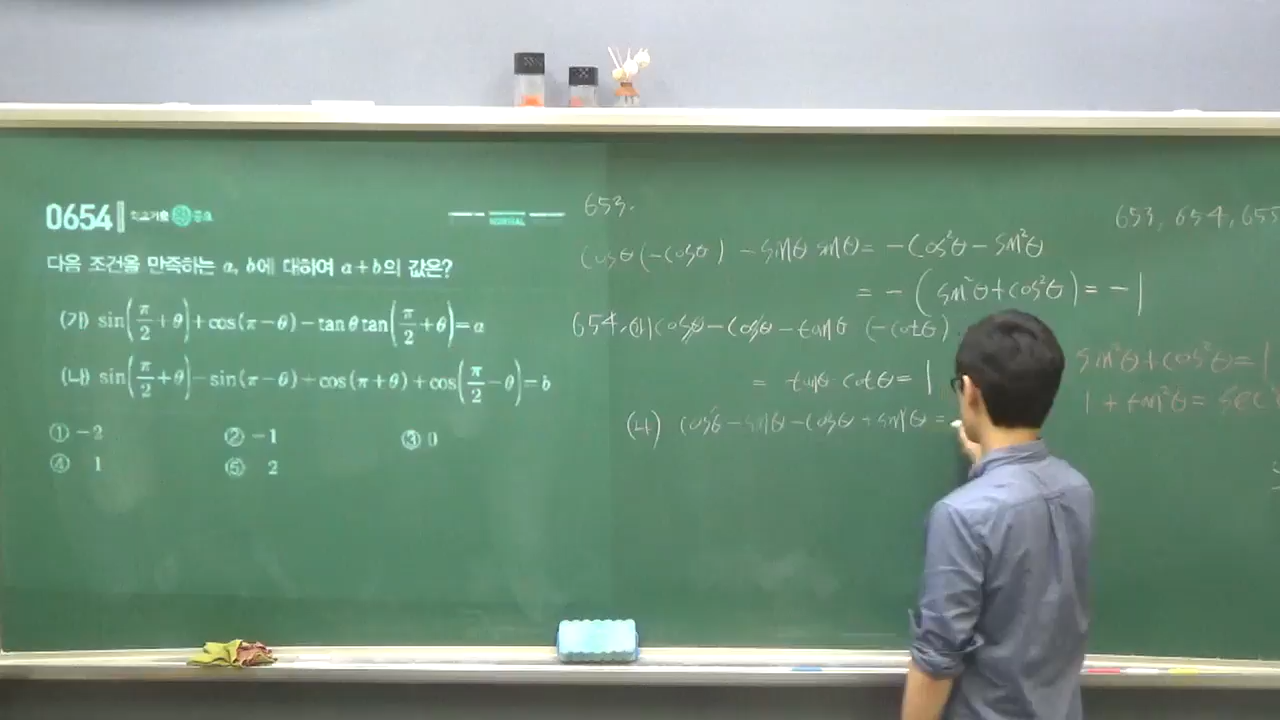 0654
NORMAL
다음 조건을 만족하는 a, b에 대하여 a+b의 값은?
(가) sin(π/2+θ)+cos(π-θ)-tanθtan(π/2+θ)=a
(나) sin(π/2+θ)-sin(π-θ)+cos(π+θ)+cos(π/2-θ)=b
① -2 ② -1 ③ 0
④ 1 ⑤ 2
653.
cosθ(-cosθ) - sinθ sinθ = -cos²θ - sin²θ
= -(sin²θ+cos²θ) = -1
654. (가) cosθ - cosθ - tanθ (-cotθ)
= tanθ cotθ = 1
(나) cosθ - sinθ - cosθ + sinθ =
653, 654, 655
sin²θ+cos²θ=1
1+tan²θ= sec